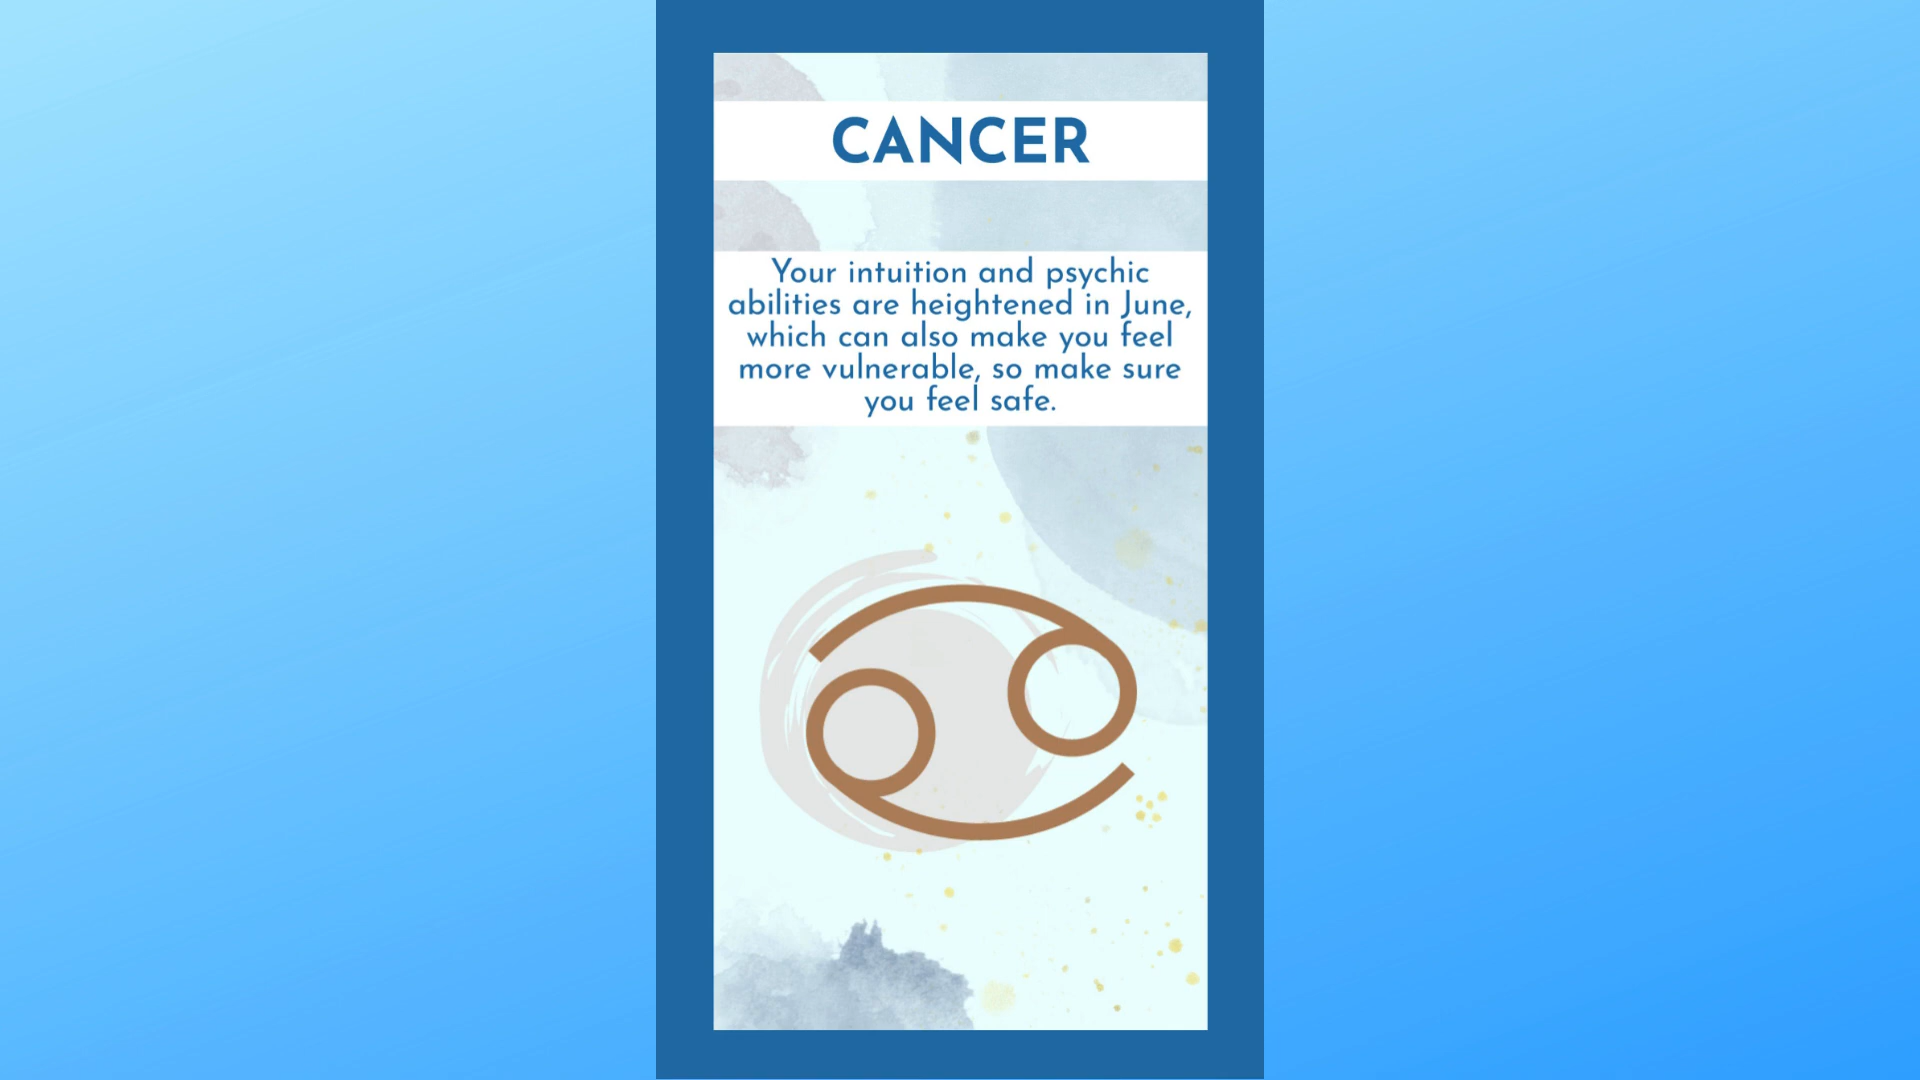 CANCER
Your intuition and psychic
abilities are heightened in June,
which can also make you feel
more vulnerable, so make sure
you feel safe.